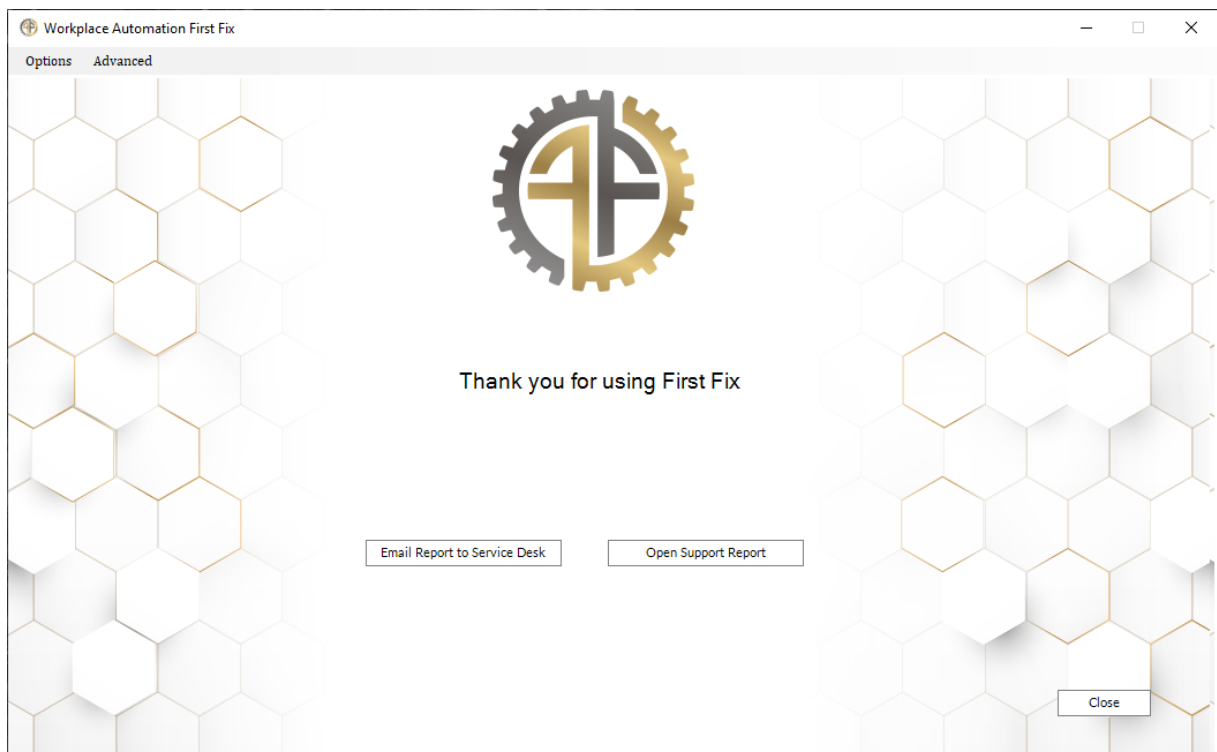 Workplace Automation First Fix
Options Advanced
Thank you for using First Fix
Email Report to Service Desk Open Support Report
Close